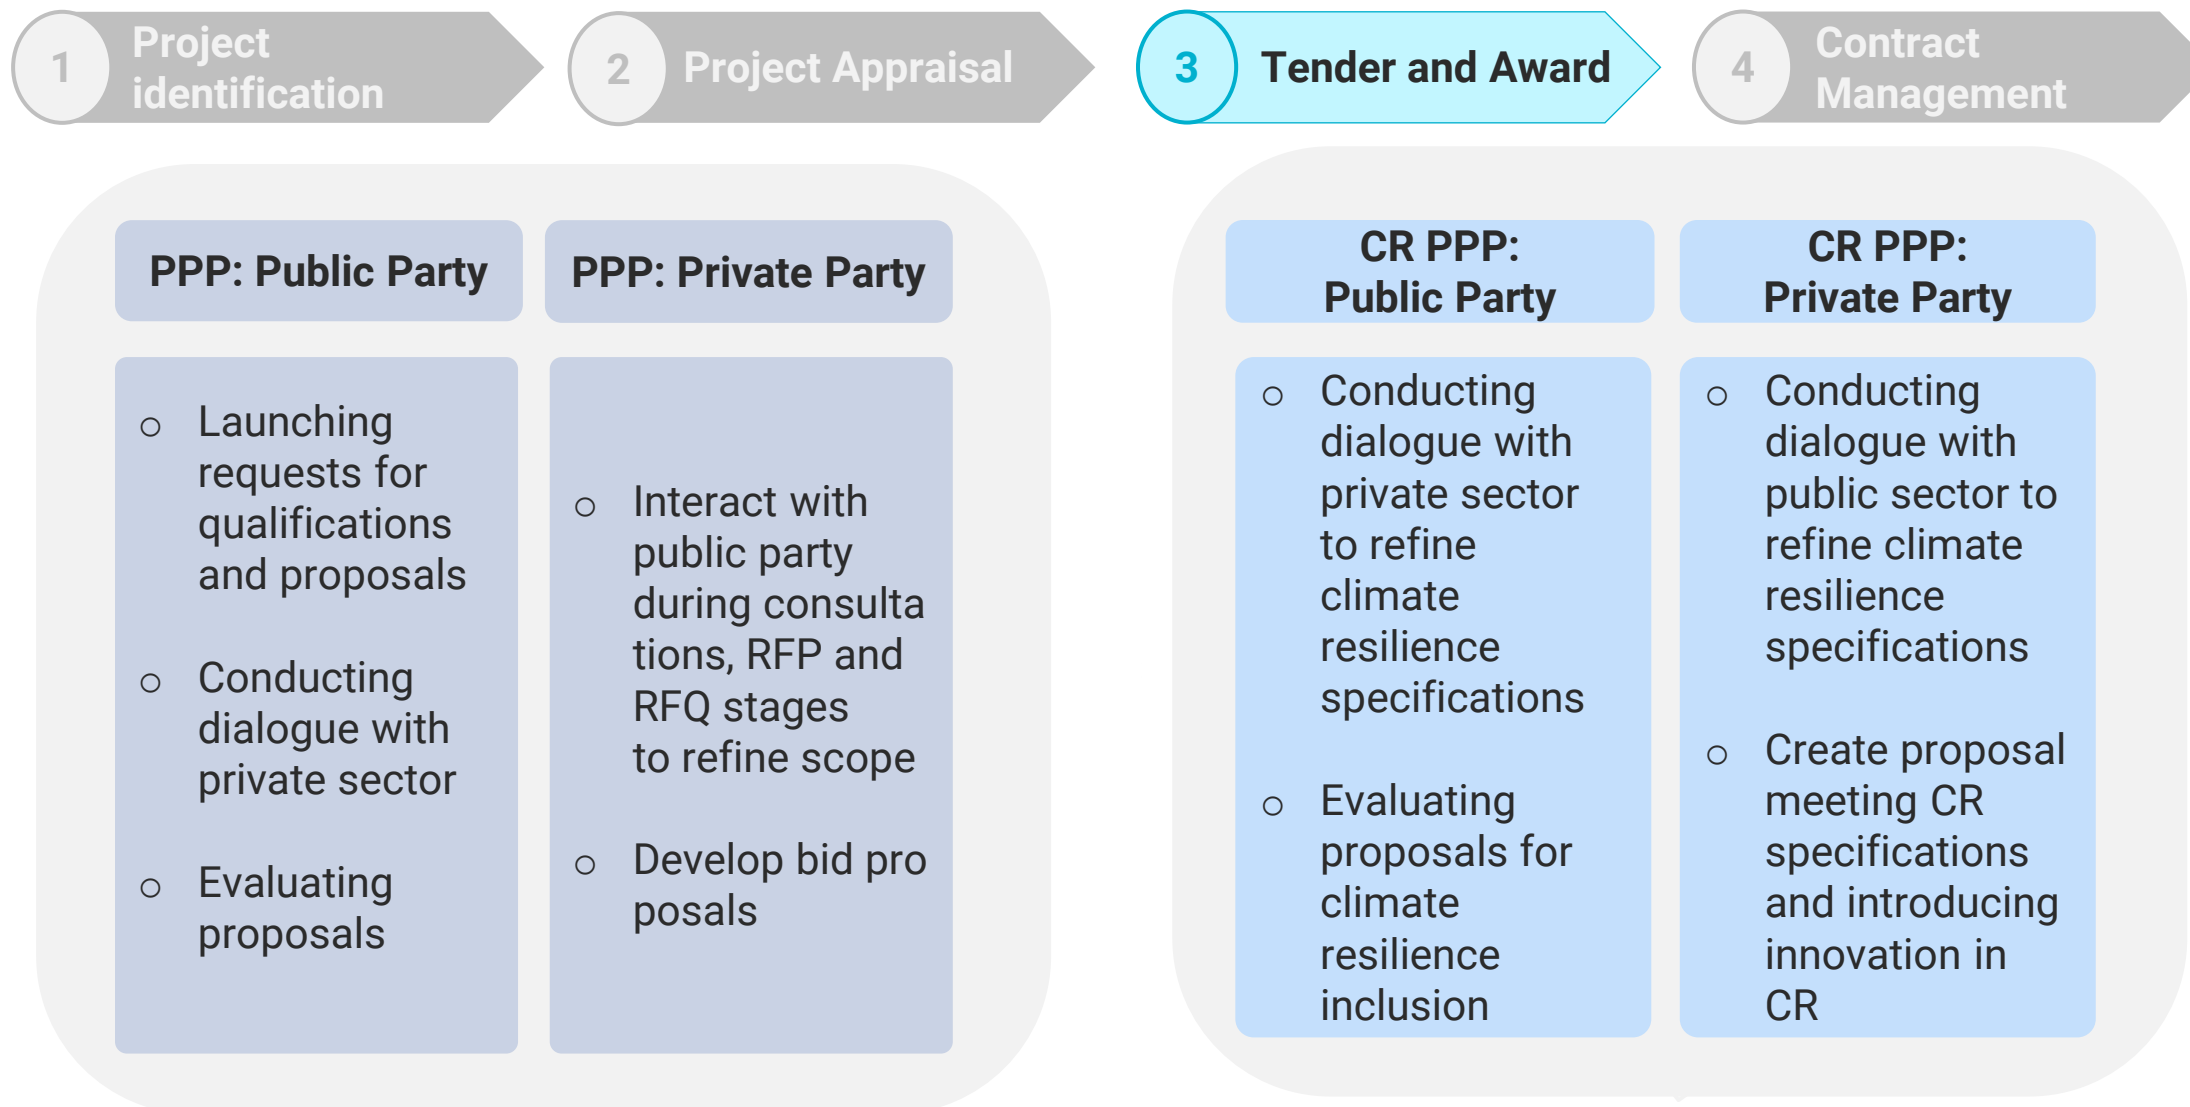 1
Project
identification
2
Project Appraisal
3
Tender and Award
4
Contract
Management
PPP: Public Party
○ Launching
requests for
qualifications
and proposals
○ Conducting
dialogue with
private sector
○ Evaluating
proposals
PPP: Private Party
○ Interact with
public party
during consulta
tions, RFP and
RFQ stages
to refine scope
○ Develop bid pro
posals
CR PPP:
Public Party
○ Conducting
dialogue with
private sector
to refine
climate
resilience
specifications
○ Evaluating
proposals for
climate
resilience
inclusion
CR PPP:
Private Party
○ Conducting
dialogue with
public sector to
refine climate
resilience
specifications
○ Create proposal
meeting CR
specifications
and introducing
innovation in
CR